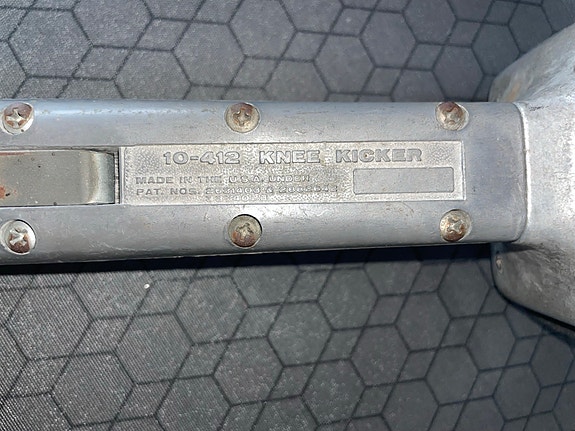 10-412 KNEE KICKER
MADE IN THE U.S.A. UNDER
PAT. NOS.